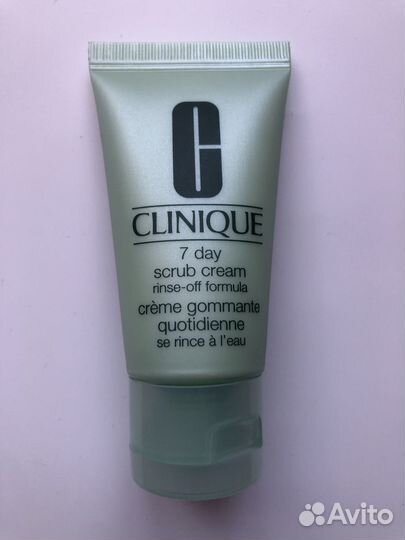 C
CLINIQUE
7 day
scrub cream
rinse-off formula
crème gommante
quotidienne
se rince à l'eau
Avito